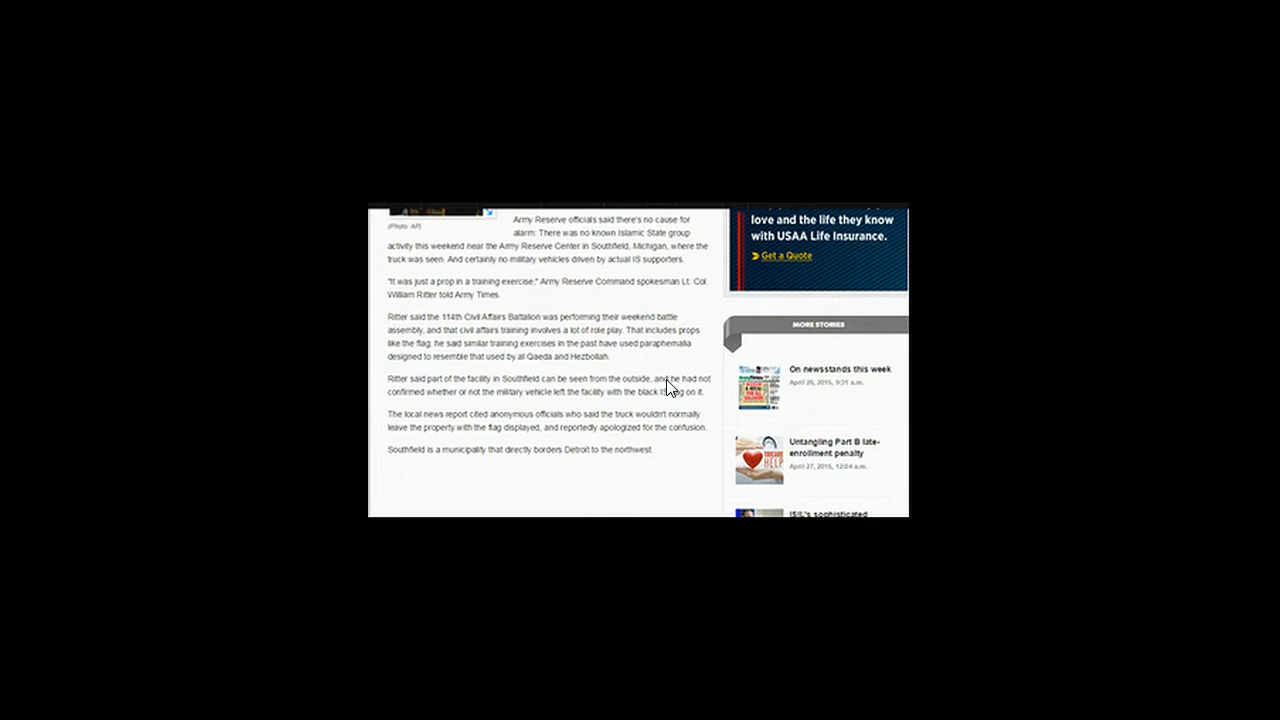 (Photo: AP)
Army Reserve officials said there's no cause for
alarm: There was no known Islamic State group
activity this weekend near the Army Reserve Center in Southfield, Michigan, where the
truck was seen. And certainly no military vehicles driven by actual IS supporters.
"It was just a prop in a training exercise," Army Reserve Command spokesman Lt. Col.
William Ritter told Army Times.
Ritter said the 114th Civil Affairs Battalion was performing their weekend battle
assembly, and that civil affairs training involves a lot of role play. That includes props
like the flag; he said similar training exercises in the past have used paraphernalia
designed to resemble that used by al Qaeda and Hezbollah.
Ritter said part of the facility in Southfield can be seen from the outside, and he had not
confirmed whether or not the military vehicle left the facility with the black on it.
The local news report cited anonymous officials who said the truck wouldn't normally
leave the property with the flag displayed, and reportedly apologized for the confusion.
Southfield is a municipality that directly borders Detroit to the northwest.
love and the life they know
with USAA Life Insurance.
Get a Quote
MORE STORIES
On newsstands this week
April 26, 2015, 9:31 a.m.
Untangling Part B late-
enrollment penalty
April 27, 2015, 12:04 a.m.
TRICARE
HELP
ISIL's sophisticated